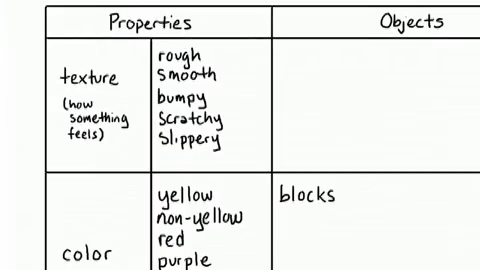 Properties
Objects
texture
(how
something
feels)
rough
smooth
bumpy
scratchy
slippery
color
yellow
non-yellow
red
purple
blocks